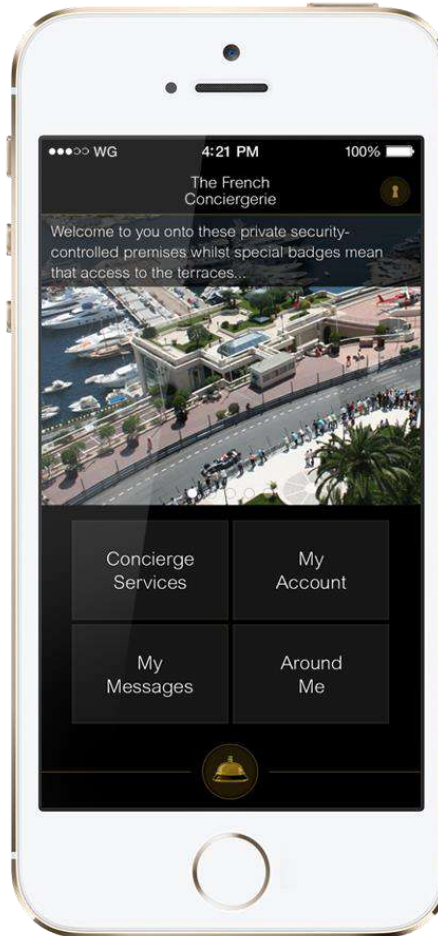 WG 4:21 PM 100%
The French
Conciergerie
Welcome to you onto these private security-
controlled premises whilst special badges mean
that access to the terraces...
Concierge
Services
My
Account
My
Messages
Around
Me